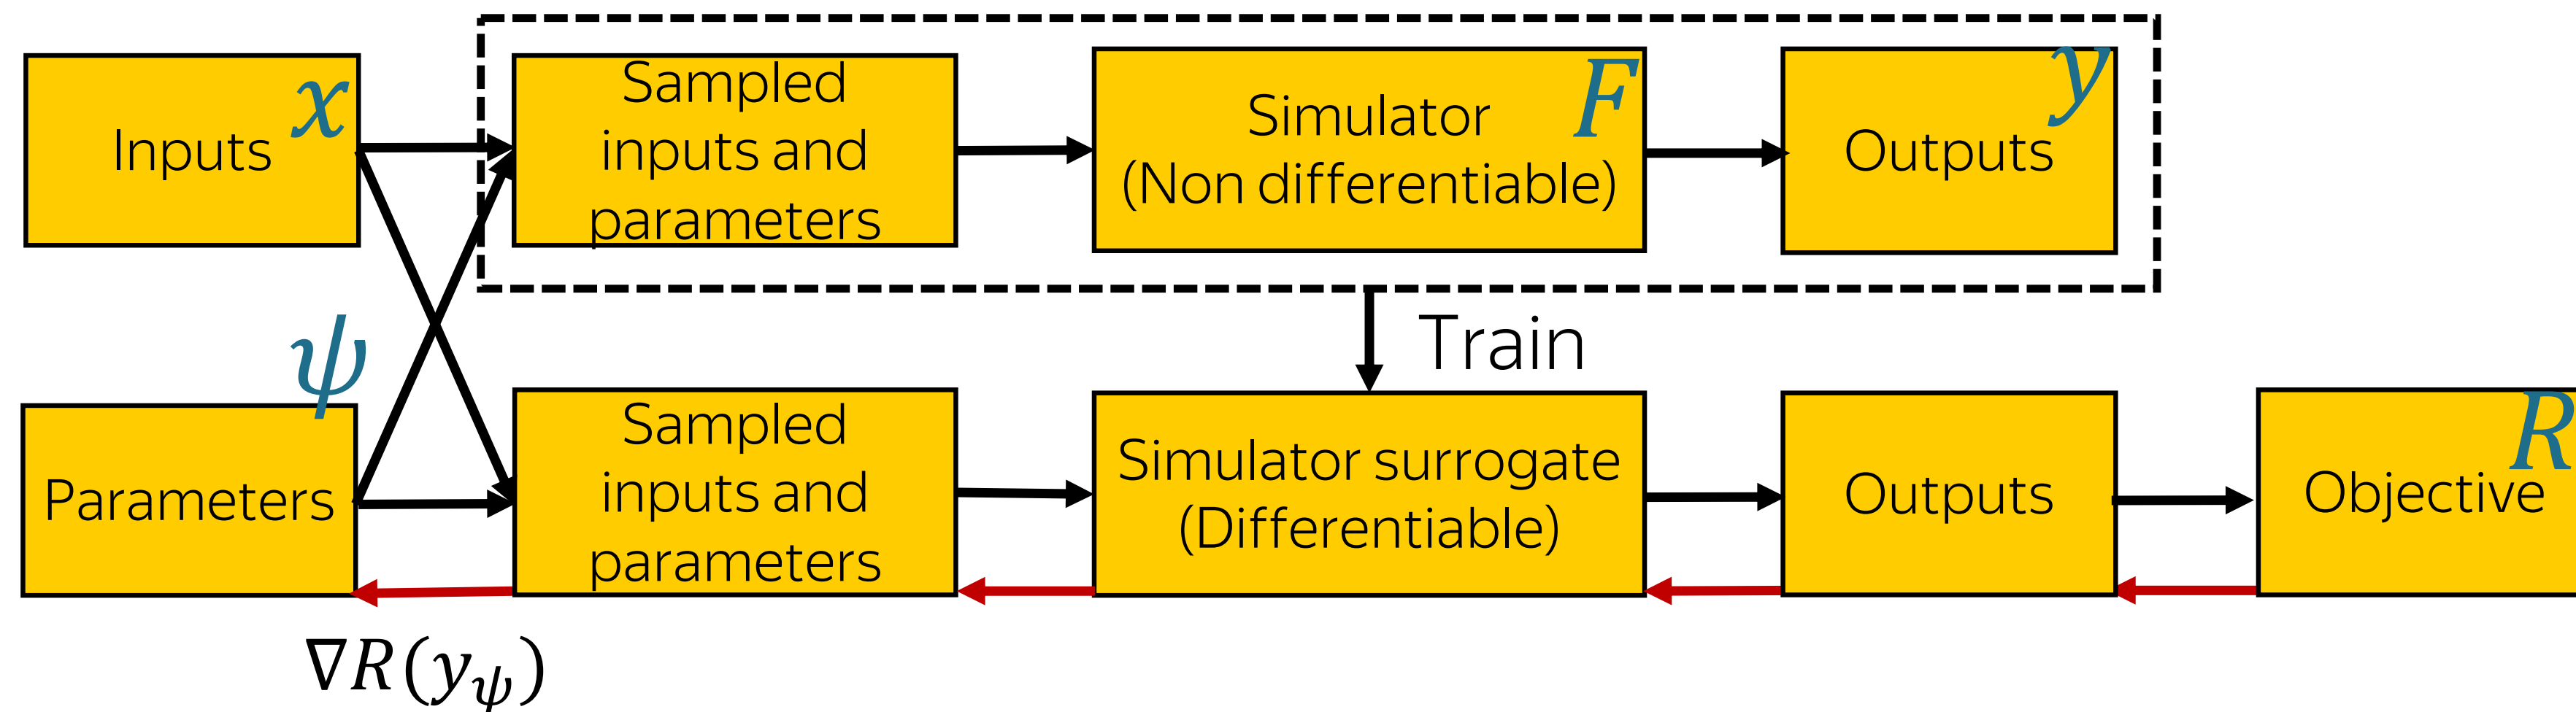 Inputs
x
Sampled
inputs and
parameters
Simulator
(Non differentiable)
F
Outputs
y
Train
ψ
Parameters
Sampled
inputs and
parameters
Simulator surrogate
(Differentiable)
Outputs
Objective
R
∇R(y_ψ)